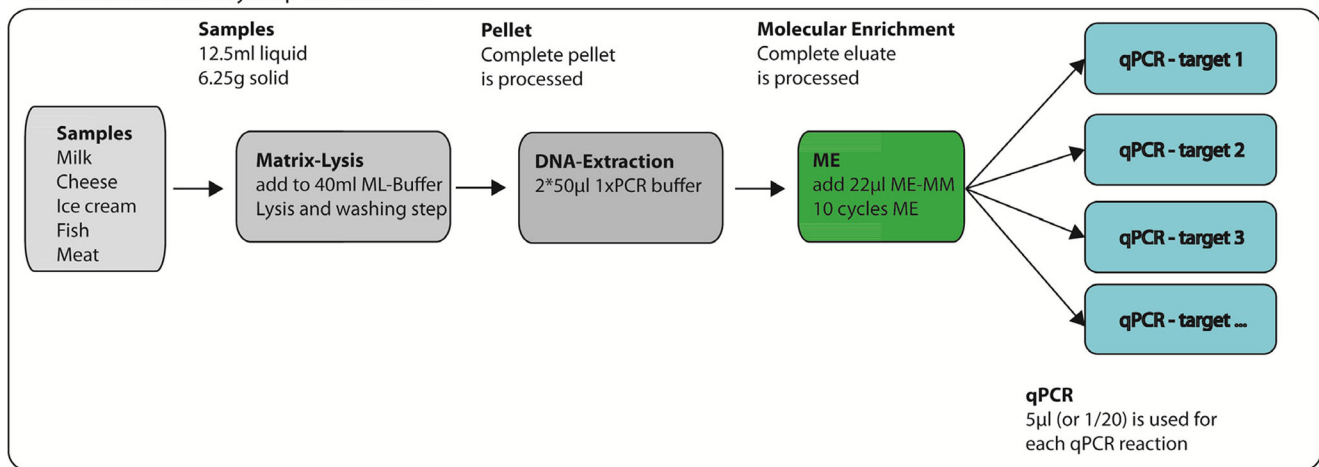 Samples
12.5ml liquid
6.25g solid
Pellet
Complete pellet
is processed
Molecular Enrichment
Complete eluate
is processed
Samples
Milk
Cheese
Ice cream
Fish
Meat
Matrix-Lysis
add to 40ml ML-Buffer
Lysis and washing step
DNA-Extraction
2*50µl 1xPCR buffer
ME
add 22µl ME-MM
10 cycles ME
qPCR - target 1
qPCR - target 2
qPCR - target 3
qPCR - target ...
qPCR
5µl (or 1/20) is used for
each qPCR reaction